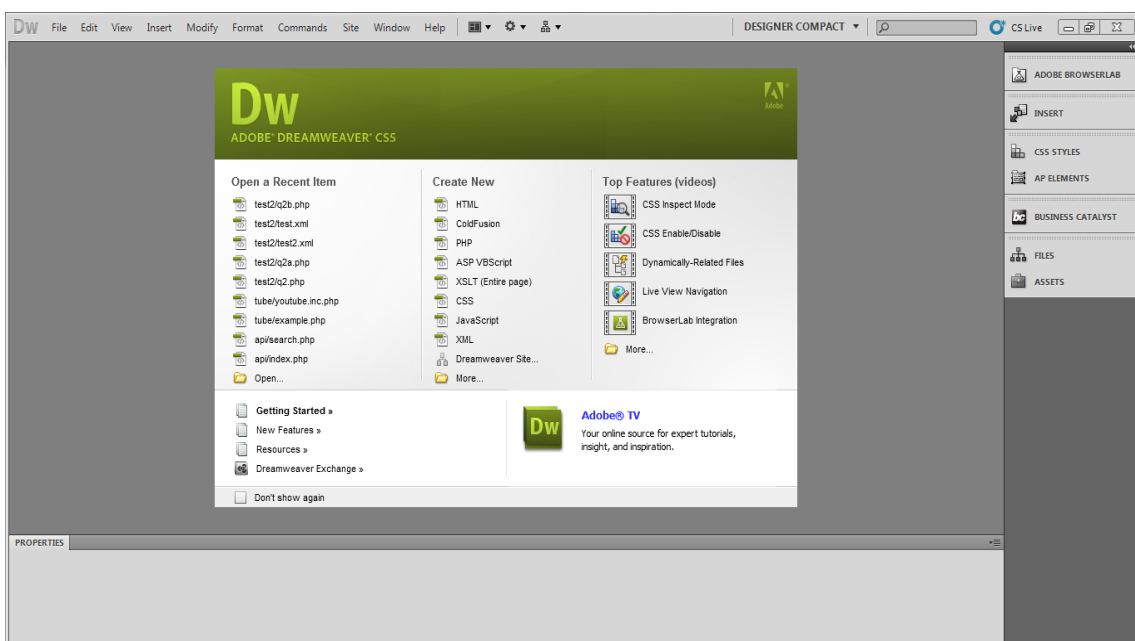 Dw File Edit View Insert Modify Format Commands Site Window Help DESIGNER COMPACT CS Live
Dw
Adobe
ADOBE® DREAMWEAVER® CS5
Open a Recent Item
test2/q2b.php
test2/test.xml
test2/test2.xml
test2/q2a.php
test2/q2.php
tube/youtube.inc.php
tube/example.php
api/search.php
api/index.php
Open...
Create New
HTML
ColdFusion
PHP
ASP VBScript
XSLT (Entire page)
CSS
JavaScript
XML
Dreamweaver Site...
More...
Top Features (videos)
CSS Inspect Mode
CSS Enable/Disable
Dynamically-Related Files
Live View Navigation
BrowserLab Integration
More...
Getting Started »
New Features »
Resources »
Dreamweaver Exchange »
Dw
Adobe® TV
Your online source for expert tutorials,
insight, and inspiration.
Don't show again
ADOBE BROWSERLAB
INSERT
CSS STYLES
AP ELEMENTS
bc BUSINESS CATALYST
FILES
ASSETS
PROPERTIES